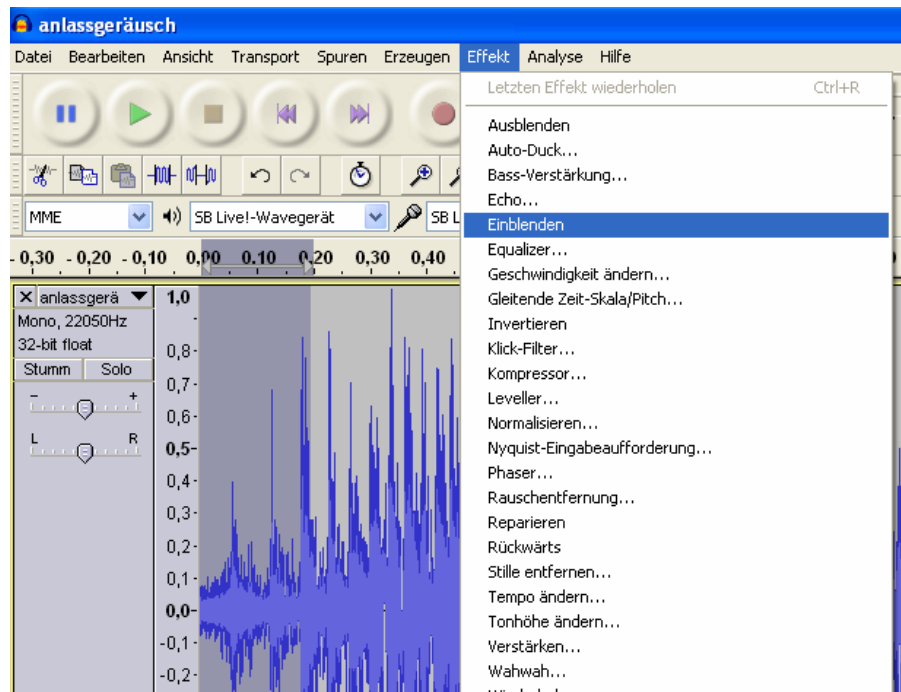 anlassgeräusch
Datei Bearbeiten Ansicht Transport Spuren Erzeugen Effekt Analyse Hilfe
Letzten Effekt wiederholen Ctrl+R
Ausblenden
Auto-Duck...
Bass-Verstärkung...
Echo...
Einblenden
Equalizer...
Geschwindigkeit ändern...
Gleitende Zeit-Skala/Pitch...
Invertieren
Klick-Filter...
Kompressor...
Leveller...
Normalisieren...
Nyquist-Eingabeaufforderung...
Phaser...
Rauschentfernung...
Reparieren
Rückwärts
Stille entfernen...
Tempo ändern...
Tonhöhe ändern...
Verstärken...
Wahwah...
MME SB Live!-Wavegerät SB L
- 0,30 - 0,20 - 0,10 0,00 0,10 0,20 0,30 0,40
anlassgerä
Mono, 22050Hz
32-bit float
Stumm Solo
- +
L R
1,0
0,8
0,7
0,6
0,5
0,4
0,3
0,2
0,1
0,0
-0,1
-0,2